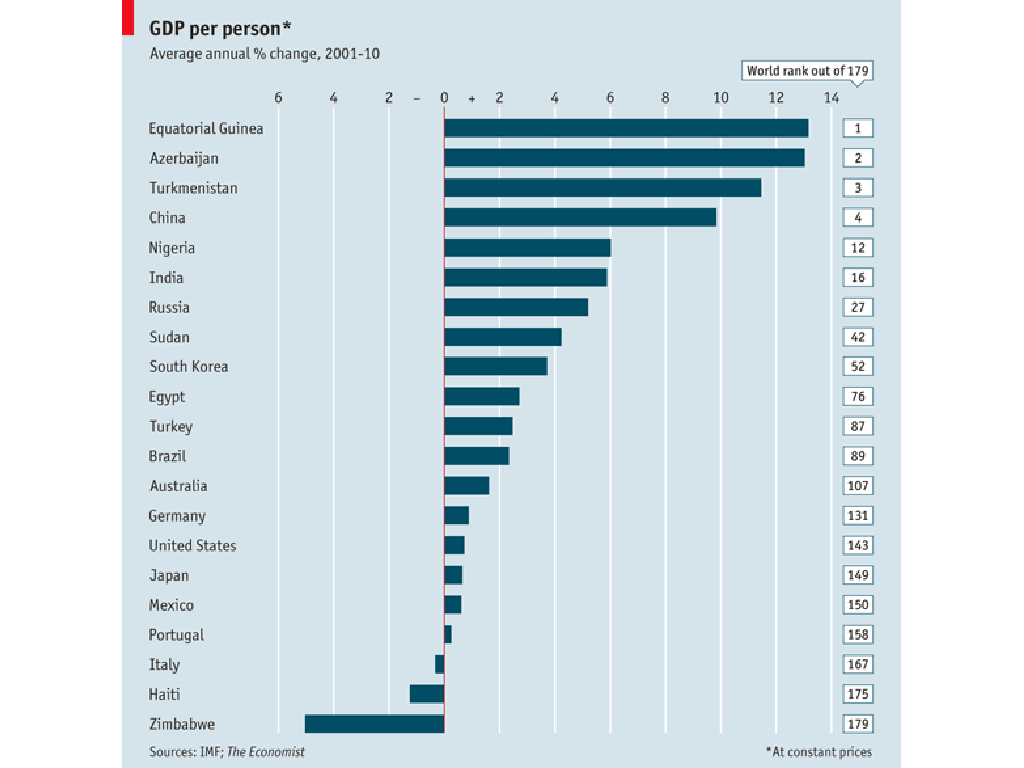 GDP per person*
Average annual % change, 2001-10
World rank out of 179
6 4 2 – 0 + 2 4 6 8 10 12 14
Equatorial Guinea 1
Azerbaijan 2
Turkmenistan 3
China 4
Nigeria 12
India 16
Russia 27
Sudan 42
South Korea 52
Egypt 76
Turkey 87
Brazil 89
Australia 107
Germany 131
United States 143
Japan 149
Mexico 150
Portugal 158
Italy 167
Haiti 175
Zimbabwe 179
Sources: IMF; The Economist *At constant prices